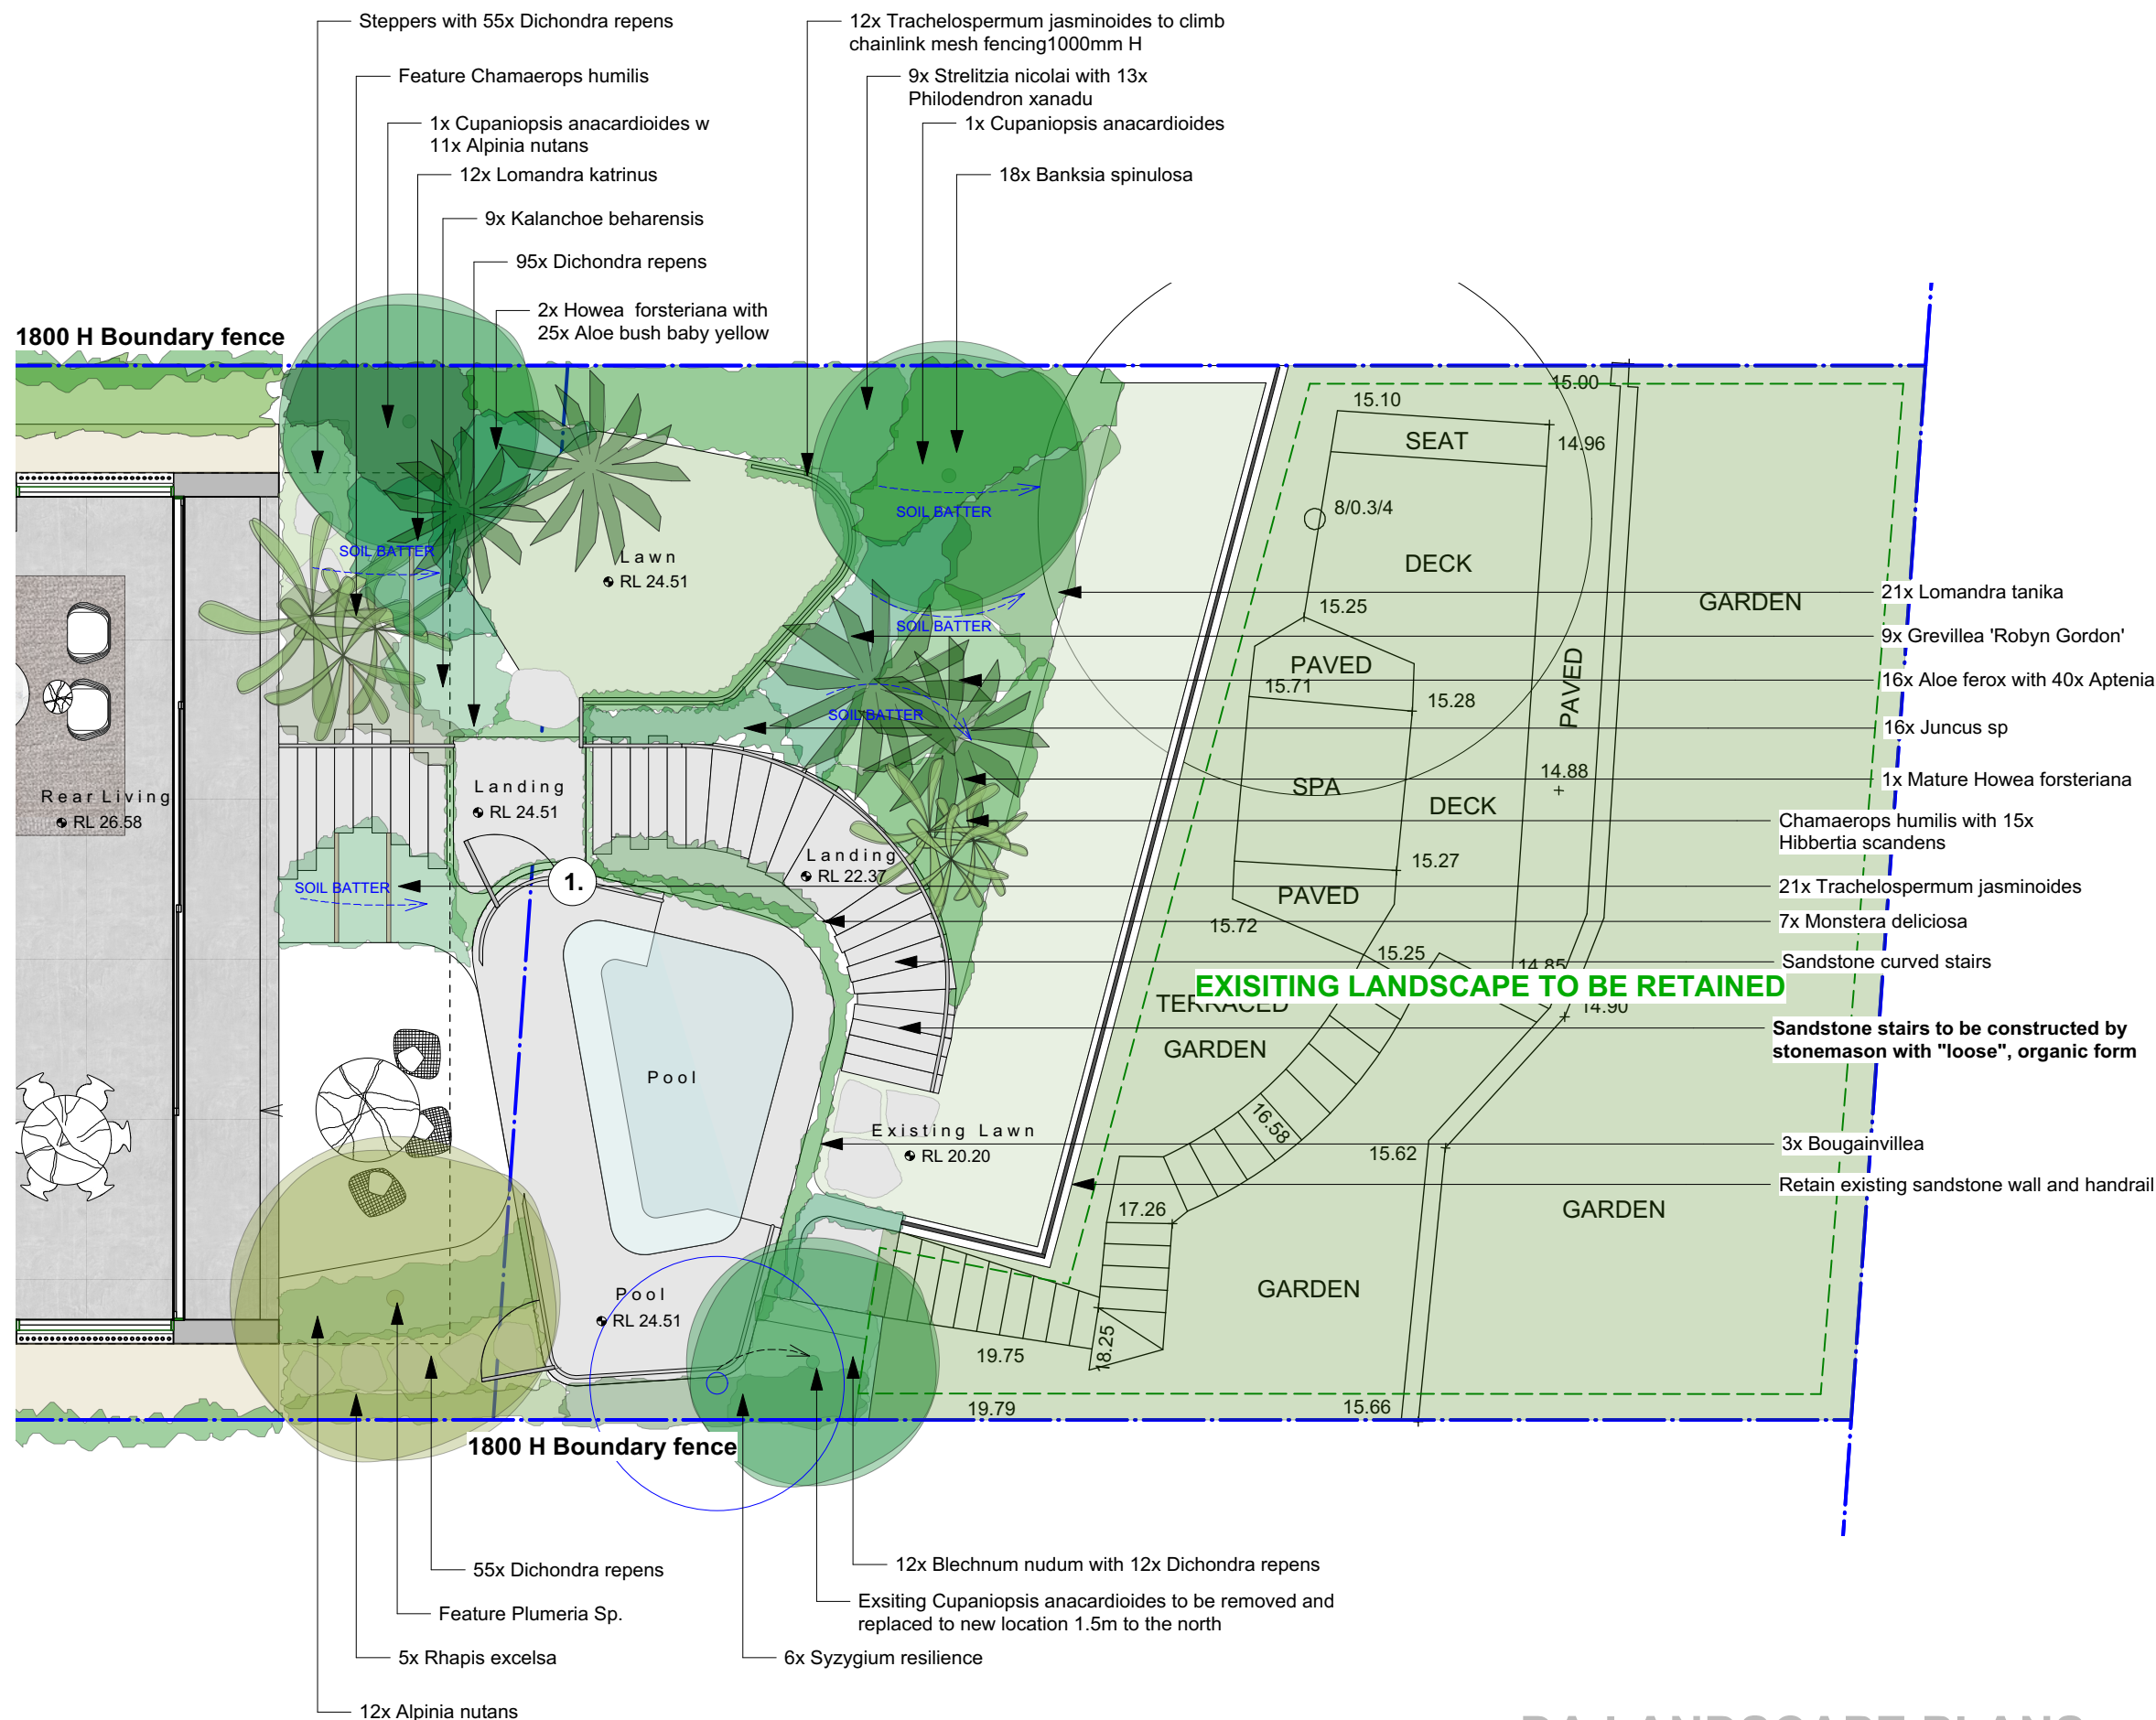 Steppers with 55x Dichondra repens
12x Trachelospermum jasminoides to climb
chainlink mesh fencing1000mm H
Feature Chamaerops humilis
9x Strelitzia nicolai with 13x
Philodendron xanadu
1x Cupaniopsis anacardioides w
11x Alpinia nutans
1x Cupaniopsis anacardioides
12x Lomandra katrinus
18x Banksia spinulosa
9x Kalanchoe beharensis
95x Dichondra repens
2x Howea forsteriana with
25x Aloe bush baby yellow
1800 H Boundary fence
15.00
15.10
SEAT
14.96
8/0.3/4
SOIL BATTER
SOIL BATTER
Lawn
RL 24.51
DECK
21x Lomandra tanika
GARDEN
15.25
SOIL BATTER
9x Grevillea 'Robyn Gordon'
PAVED
PAVED
15.71
16x Aloe ferox with 40x Aptenia
15.28
SOIL BATTER
16x Juncus sp
14.88
1x Mature Howea forsteriana
Landing
RL 24.51
SPA
Rear Living
RL 26.58
DECK
Chamaerops humilis with 15x
Hibbertia scandens
Landing
RL 22.37
15.27
1.
SOIL BATTER
21x Trachelospermum jasminoides
PAVED
15.72
7x Monstera deliciosa
15.25
14.85
Sandstone curved stairs
EXISITING LANDSCAPE TO BE RETAINED
TERRACED
GARDEN
14.90
Sandstone stairs to be constructed by
stonemason with "loose", organic form
Pool
16.58
Existing Lawn
RL 20.20
15.62
3x Bougainvillea
Retain existing sandstone wall and handrail
17.26
GARDEN
GARDEN
Pool
RL 24.51
18.25
19.75
19.79
15.66
1800 H Boundary fence
12x Blechnum nudum with 12x Dichondra repens
55x Dichondra repens
Exsiting Cupaniopsis anacardioides to be removed and
replaced to new location 1.5m to the north
Feature Plumeria Sp.
5x Rhapis excelsa
6x Syzygium resilience
12x Alpinia nutans
DA LANDSCAPE PLANS